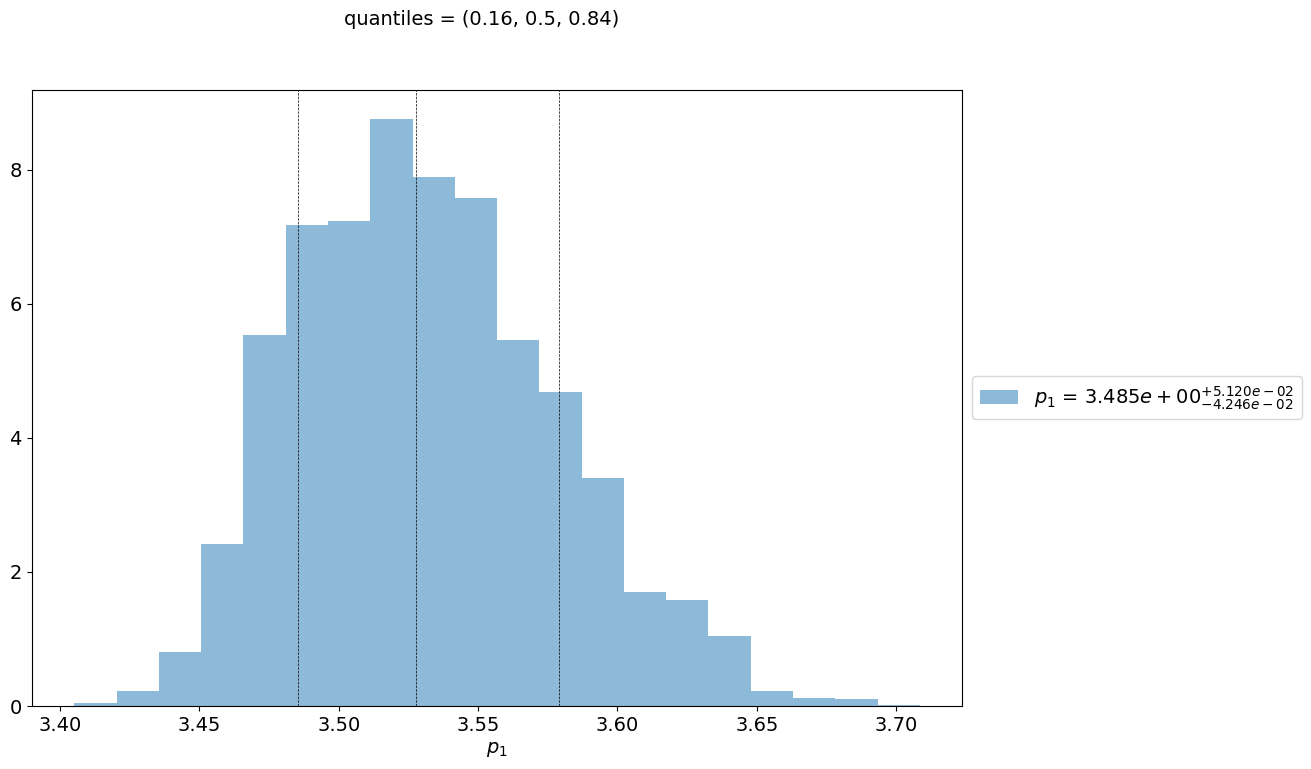 quantiles = (0.16, 0.5, 0.84)
8
6
4
2
0
3.40 3.45 3.50 3.55 3.60 3.65 3.70
p₁
p₁ = 3.485e + 00 +5.120e − 02 −4.246e − 02